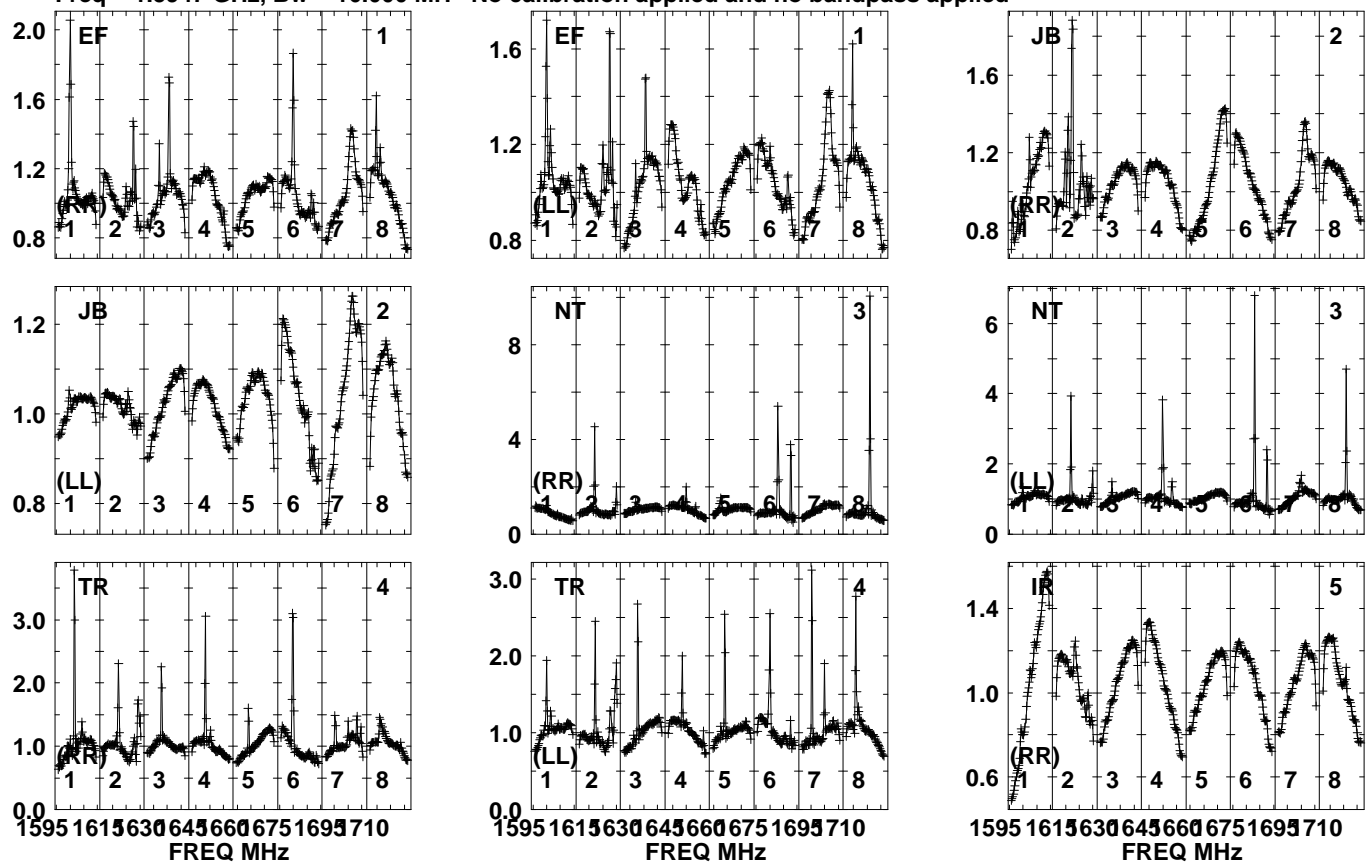 No calibration applied and no bandpass applied
2.0 EF 1
1.6
1.2
(RR)
0.8 1 2 3 4 5 6 7 8
1.6 EF 1
1.2
(LL)
0.8 1 2 3 4 5 6 7 8
1.6 JB 2
1.2
(RR)
0.8 1 2 3 4 5 6 7 8
1.2 JB 2
1.0
(LL)
0.8 1 2 3 4 5 6 7 8
8 NT 3
4
(RR)
1 2 3 4 5 6 7 8
0
6 NT 3
4
2
(LL)
1 2 3 4 5 6 7 8
0
TR 4
3.0
2.0
1.0
(RR)
1 2 3 4 5 6 7 8
0.0
3.0 TR 4
2.0
1.0
(LL)
1 2 3 4 5 6 7 8
0.0
IR 5
1.4
1.0
(RR)
0.6 1 2 3 4 5 6 7 8
1595 1615 1630 1645 1660 1675 1695 1710
FREQ MHz
1595 1615 1630 1645 1660 1675 1695 1710
FREQ MHz
1595 1615 1630 1645 1660 1675 1695 1710
FREQ MHz